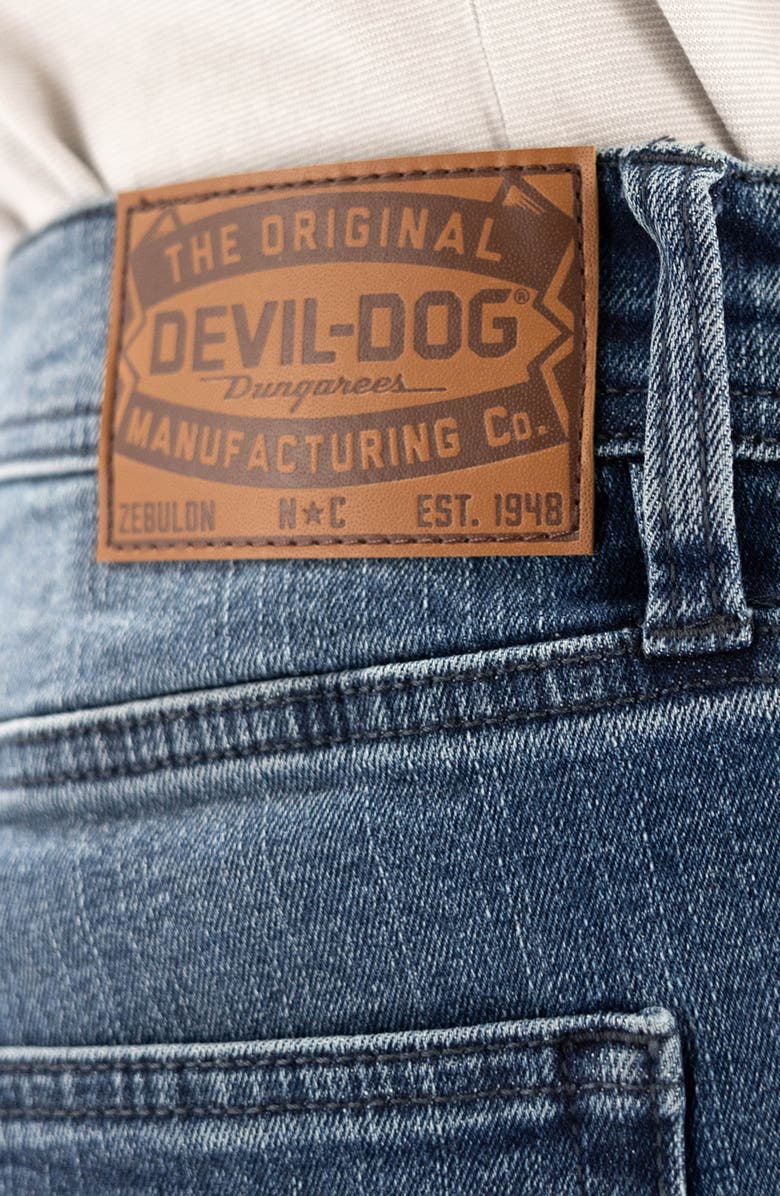 THE ORIGINAL
DEVIL-DOG®
Dungarees
MANUFACTURING Co.
ZEBULON N★C EST. 1948